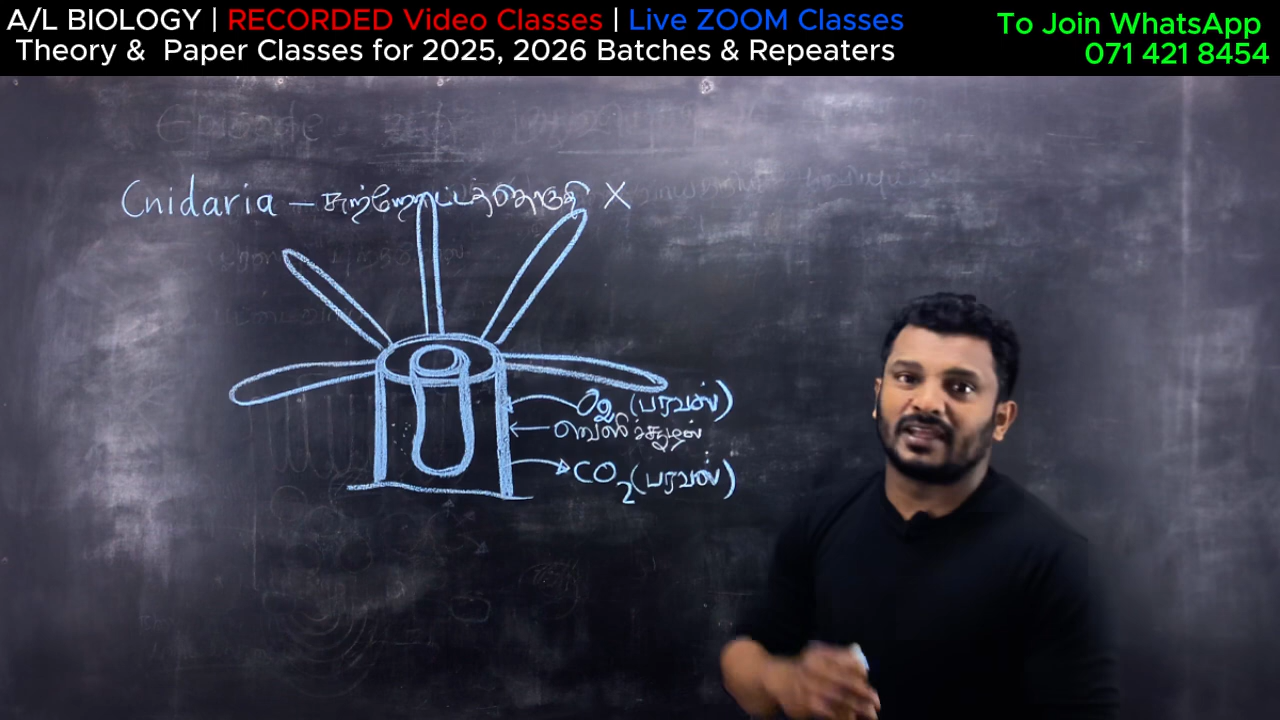 A/L BIOLOGY | RECORDED Video Classes | Live ZOOM Classes
Theory & Paper Classes for 2025, 2026 Batches & Repeaters
To Join WhatsApp
071 421 8454
Cnidaria – சுற்றோட்டத்தொகுதி X
O₂ (பரவல்)
வெளிச்சூழல்
CO₂ (பரவல்)